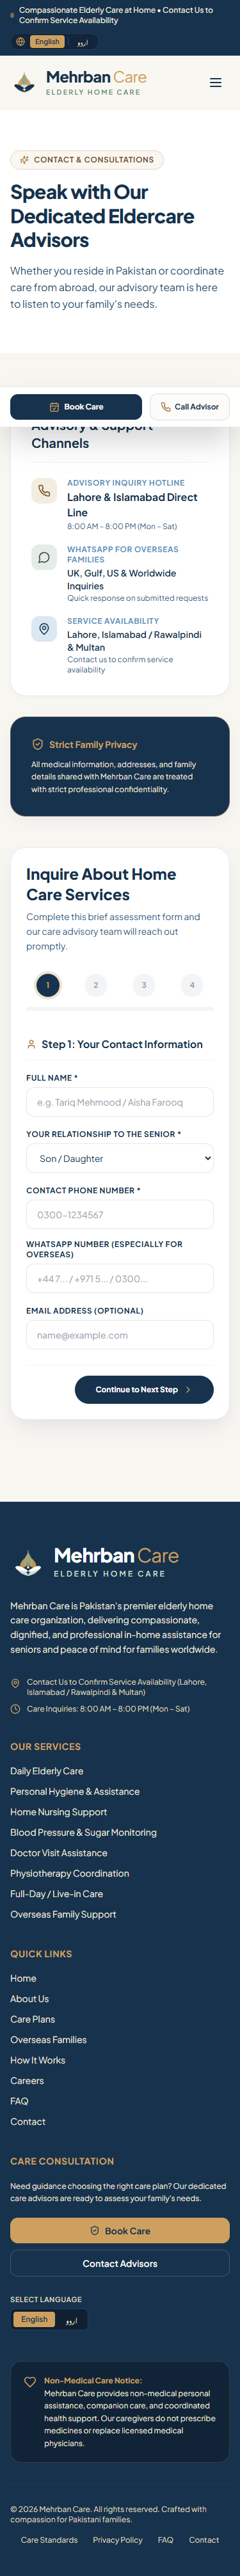 Compassionate Elderly Care at Home • Contact Us to
Confirm Service Availability
English
اردو
Mehrban Care
ELDERLY HOME CARE
CONTACT & CONSULTATIONS
Speak with Our
Dedicated Eldercare
Advisors
Whether you reside in Pakistan or coordinate
care from abroad, our advisory team is here
to listen to your family's needs.
Book Care
Call Advisor
Advisory & Support
Channels
ADVISORY INQUIRY HOTLINE
Lahore & Islamabad Direct
Line
8:00 AM – 8:00 PM (Mon – Sat)
WHATSAPP FOR OVERSEAS
FAMILIES
UK, Gulf, US & Worldwide
Inquiries
Quick response on submitted requests
SERVICE AVAILABILITY
Lahore, Islamabad / Rawalpindi
& Multan
Contact us to confirm service
availability
Strict Family Privacy
All medical information, addresses, and family
details shared with Mehrban Care are treated
with strict professional confidentiality.
Inquire About Home
Care Services
Complete this brief assessment form and
our care advisory team will reach out
promptly.
1
2
3
4
Step 1: Your Contact Information
FULL NAME *
e.g. Tariq Mehmood / Aisha Farooq
YOUR RELATIONSHIP TO THE SENIOR *
Son / Daughter
CONTACT PHONE NUMBER *
0300-1234567
WHATSAPP NUMBER (ESPECIALLY FOR
OVERSEAS)
+44 7... / +971 5... / 0300...
EMAIL ADDRESS (OPTIONAL)
name@example.com
Continue to Next Step
Mehrban Care
ELDERLY HOME CARE
Mehrban Care is Pakistan's premier elderly home
care organization, delivering compassionate,
dignified, and professional in-home assistance for
seniors and peace of mind for families worldwide.
Contact Us to Confirm Service Availability (Lahore,
Islamabad / Rawalpindi & Multan)
Care Inquiries: 8:00 AM – 8:00 PM (Mon – Sat)
OUR SERVICES
Daily Elderly Care
Personal Hygiene & Assistance
Home Nursing Support
Blood Pressure & Sugar Monitoring
Doctor Visit Assistance
Physiotherapy Coordination
Full-Day / Live-in Care
Overseas Family Support
QUICK LINKS
Home
About Us
Care Plans
Overseas Families
How It Works
Careers
FAQ
Contact
CARE CONSULTATION
Need guidance choosing the right care plan? Our dedicated
care advisors are ready to assess your family's needs.
Book Care
Contact Advisors
SELECT LANGUAGE
English
اردو
Non-Medical Care Notice:
Mehrban Care provides non-medical personal
assistance, companion care, and coordinated
health support. Our caregivers do not prescribe
medicines or replace licensed medical
physicians.
© 2026 Mehrban Care. All rights reserved. Crafted with
compassion for Pakistani families.
Care Standards
Privacy Policy
FAQ
Contact